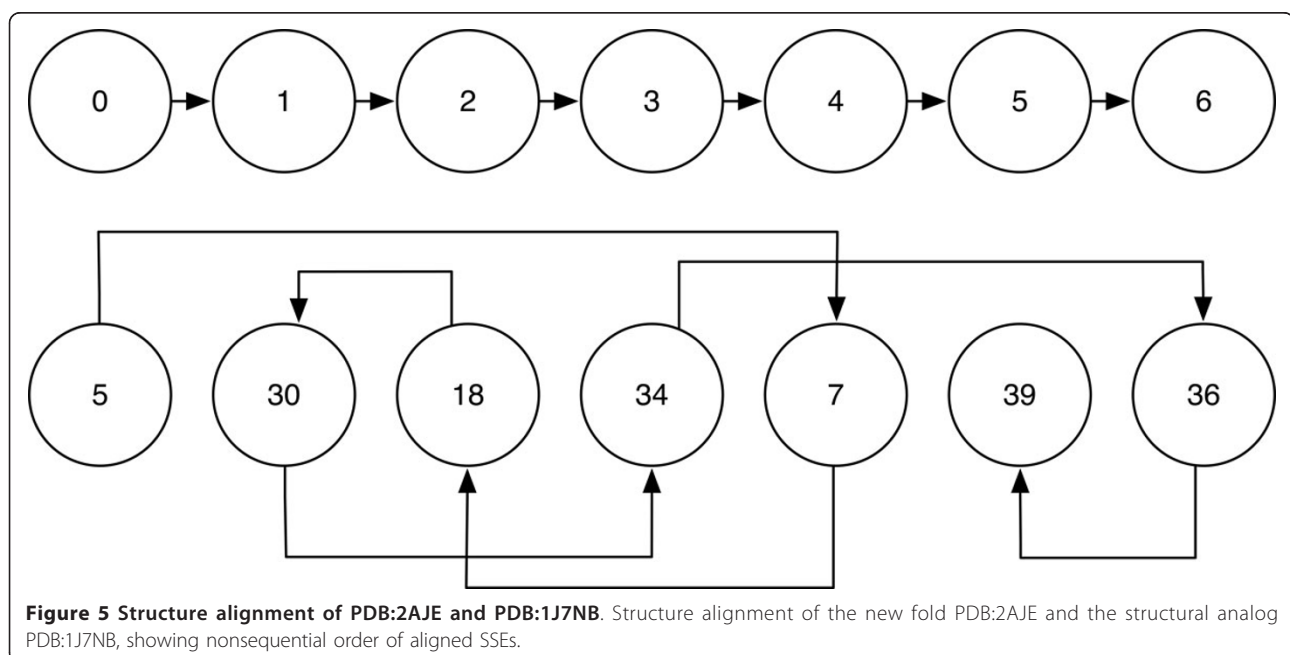 0 1 2 3 4 5 6
5 30 18 34 7 39 36
Figure 5 Structure alignment of PDB:2AJE and PDB:1J7NB. Structure alignment of the new fold PDB:2AJE and the structural analog
PDB:1J7NB, showing nonsequential order of aligned SSEs.